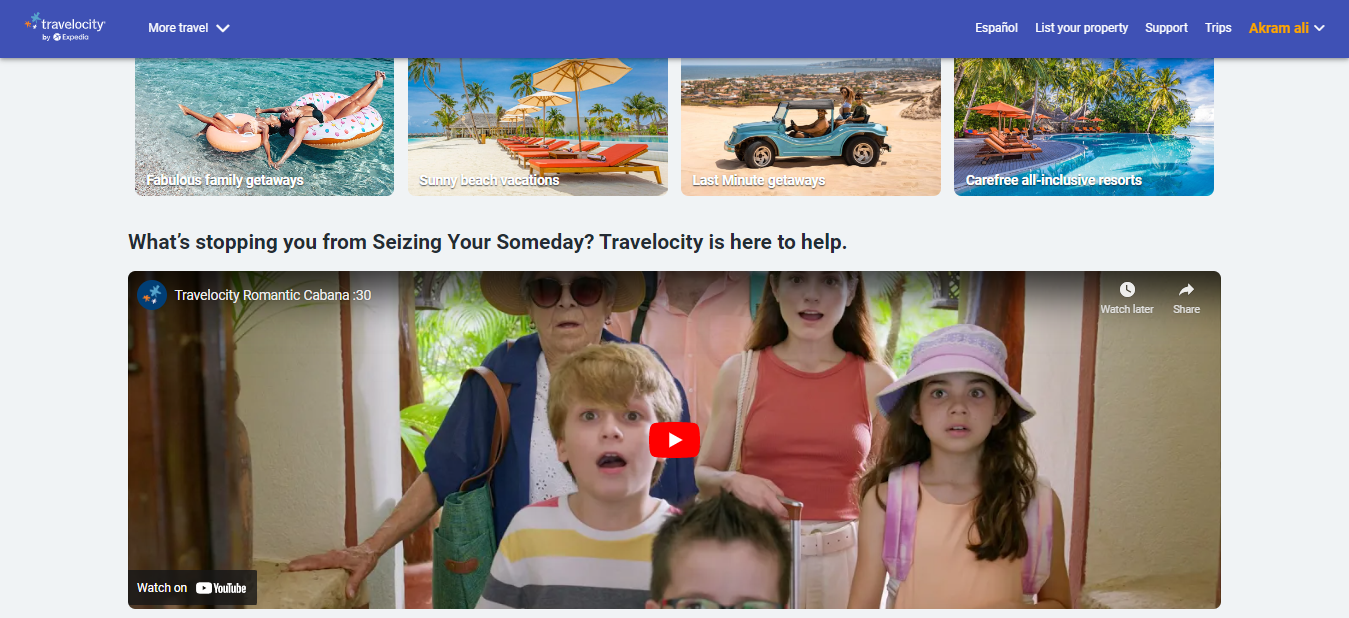 travelocity
by Expedia
More travel
Español
List your property
Support
Trips
Akram ali
Fabulous family getaways
Sunny beach vacations
Last Minute getaways
Carefree all-inclusive resorts
What's stopping you from Seizing Your Someday? Travelocity is here to help.
Travelocity Romantic Cabana :30
Watch later
Share
Watch on YouTube